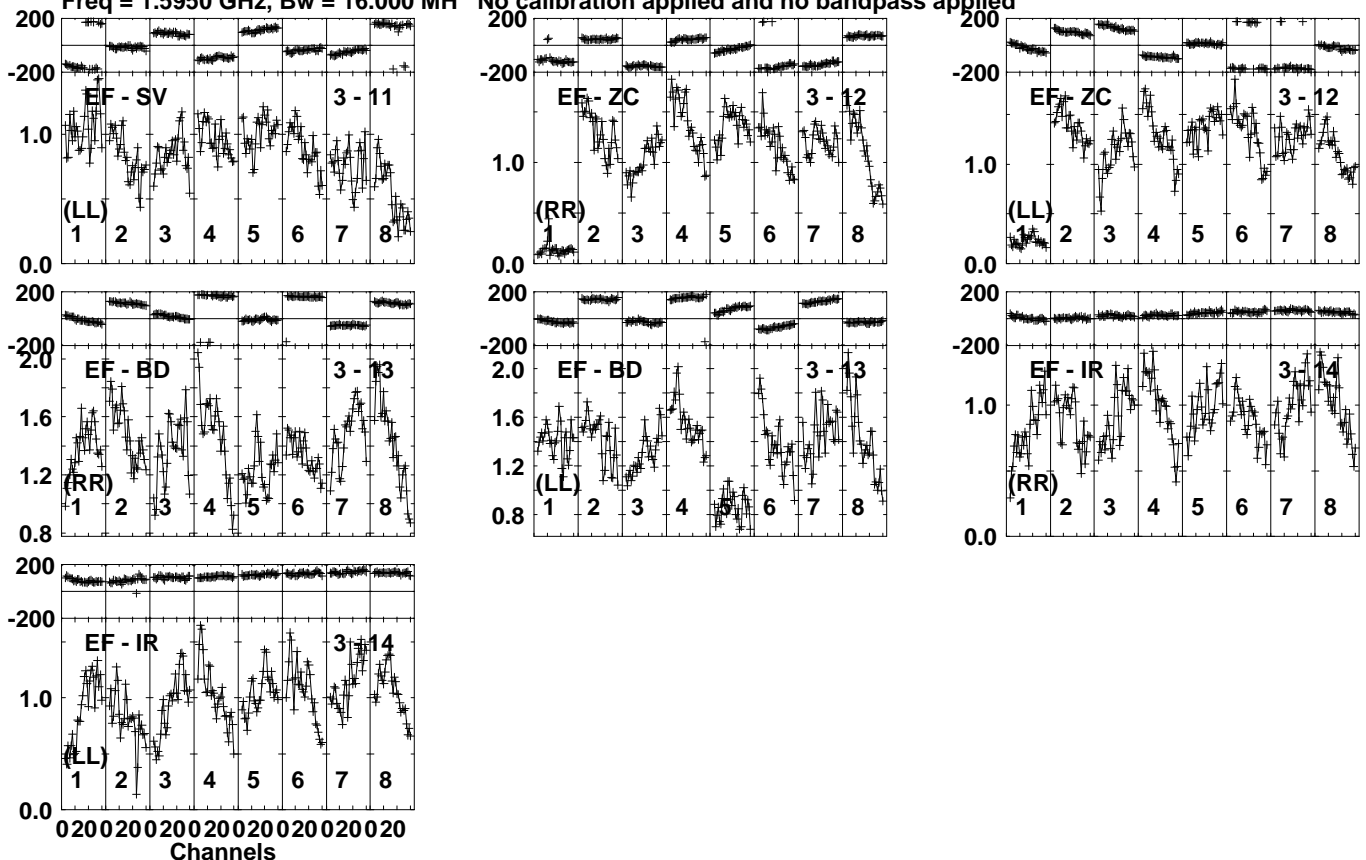 Freq = 1.5950 GHz, Bw = 16.000 MH No calibration applied and no bandpass applied
200
-200
EF - SV 3 - 11
1.0
(LL)
1 2 3 4 5 6 7 8
0.0
200
-200
EF - ZC 3 - 12
1.0
(RR)
1 2 3 4 5 6 7 8
0.0
200
-200
EF - ZC 3 - 12
1.0
(LL)
1 2 3 4 5 6 7 8
0.0
200
-200
2.0
EF - BD 3 - 13
1.6
1.2
(RR)
1 2 3 4 5 6 7 8
0.8
200
-200
2.0
EF - BD 3 - 13
1.6
1.2
(LL)
1 2 3 4 5 6 7 8
0.8
200
-200
EF - IR 3 - 14
1.0
(RR)
1 2 3 4 5 6 7 8
0.0
200
-200
EF - IR 3 - 14
1.0
(LL)
1 2 3 4 5 6 7 8
0.0
0 20 0 20 0 20 0 20 0 20 0 20 0 20 0 20
Channels